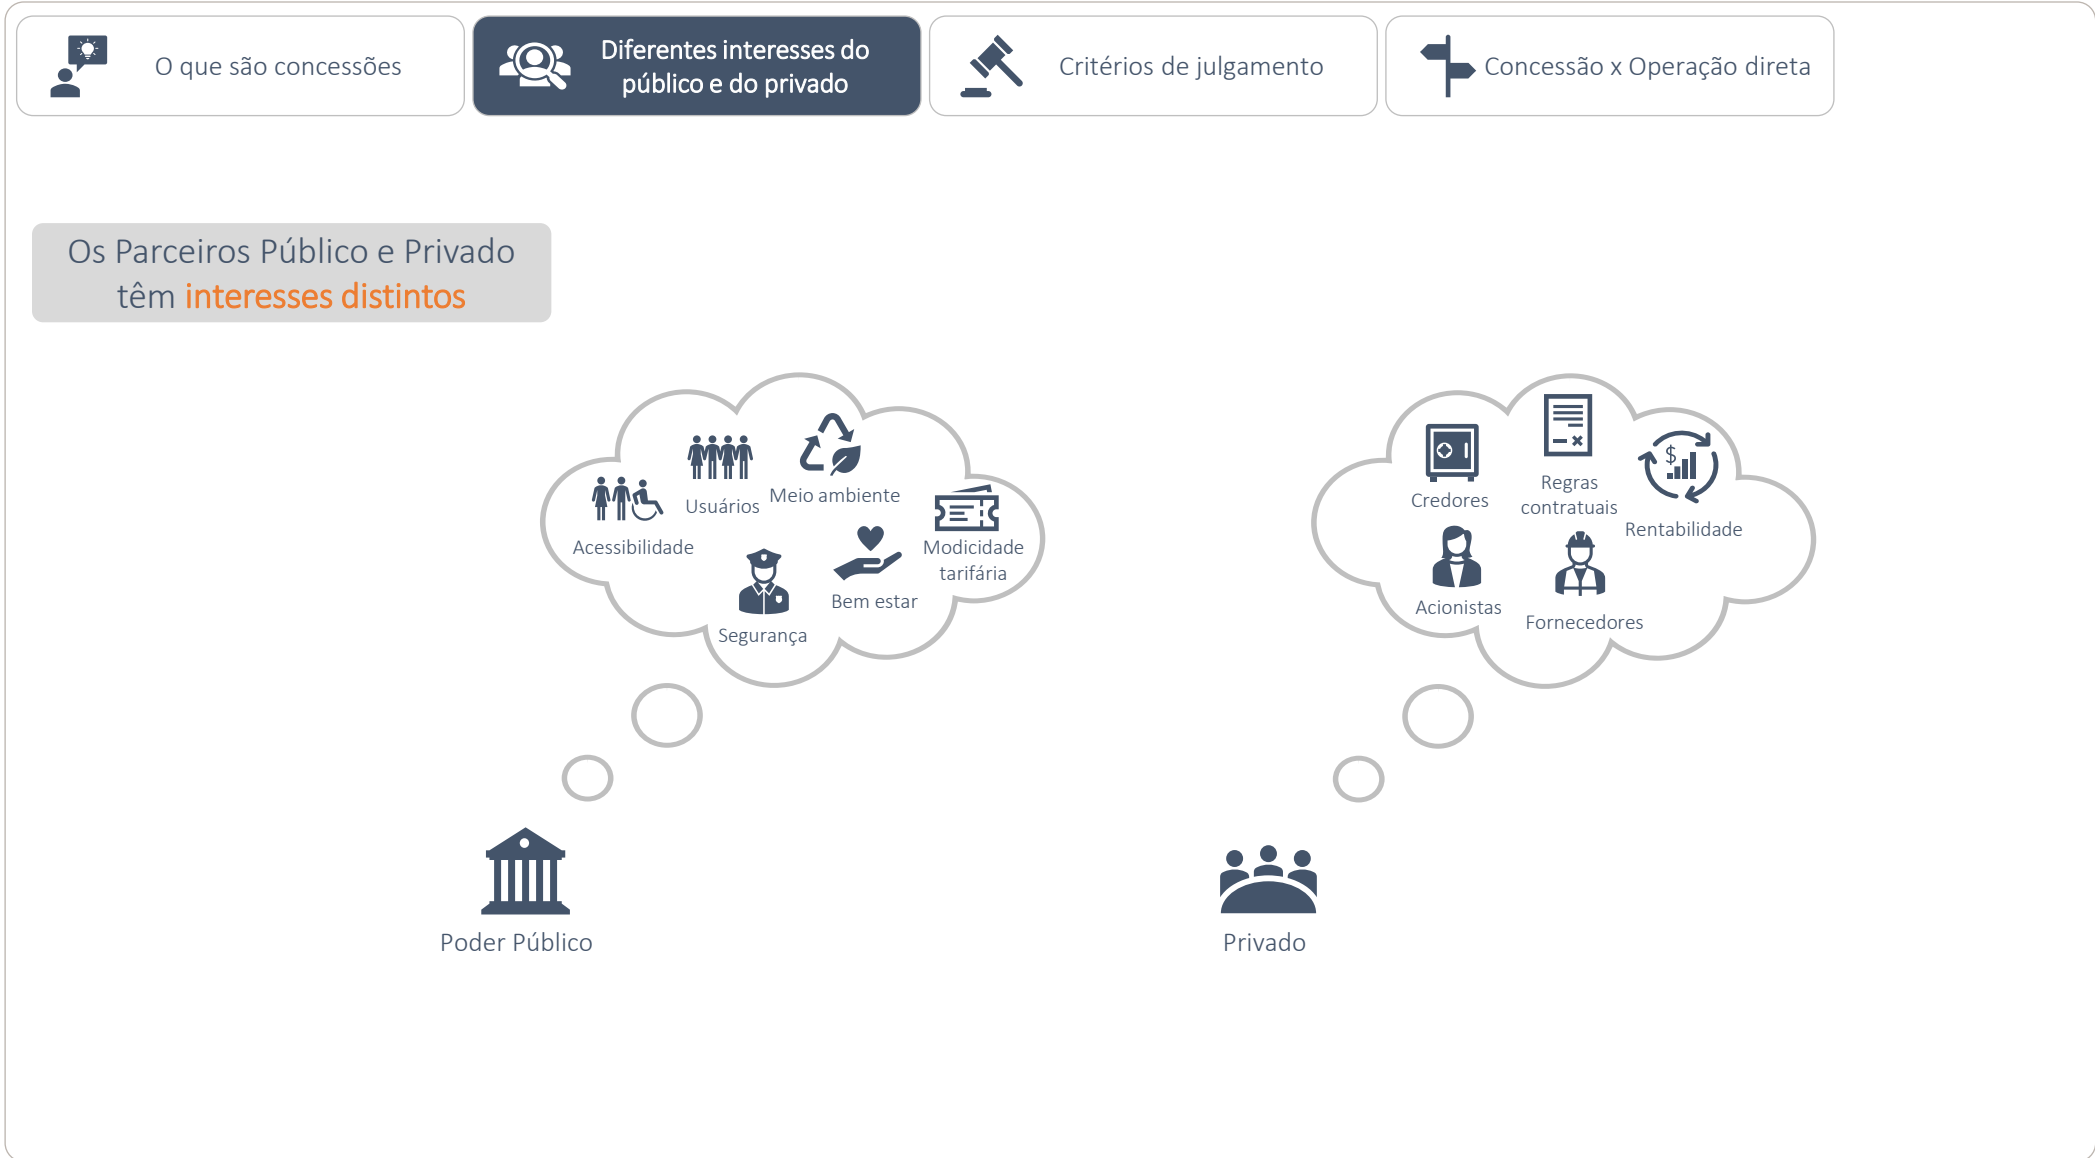 O que são concessões
Diferentes interesses do
público e do privado
Critérios de julgamento
Concessão x Operação direta
Os Parceiros Público e Privado
têm interesses distintos
Acessibilidade
Usuários
Meio ambiente
Modicidade
tarifária
Bem estar
Segurança
Poder Público
Credores
Regras
contratuais
$
Rentabilidade
Acionistas
Fornecedores
Privado